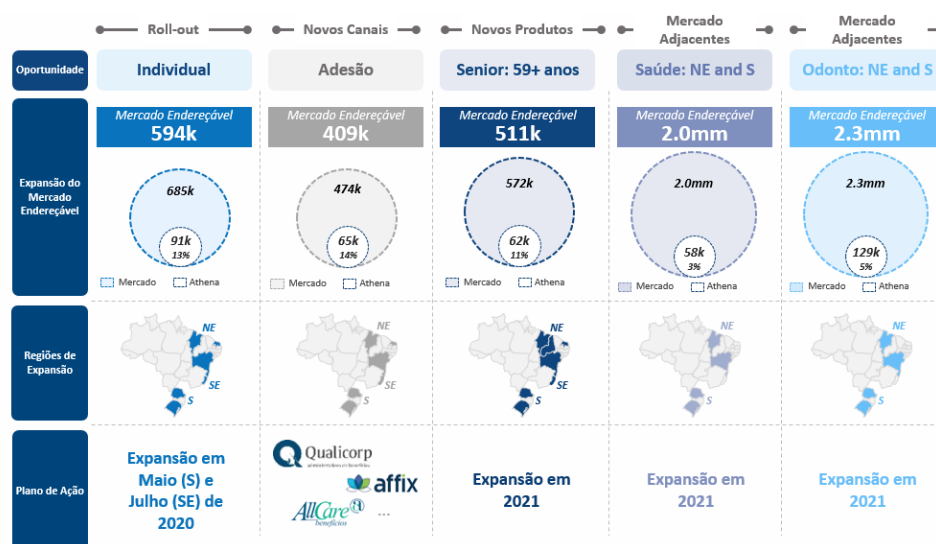 Roll-out
Novos Canais
Novos Produtos
Mercado
Adjacentes
Mercado
Adjacentes
Oportunidade
Individual
Adesão
Senior: 59+ anos
Saúde: NE and S
Odonto: NE and S
Expansão do
Mercado
Endereçável
Mercado Endereçável
594k
Mercado Endereçável
409k
Mercado Endereçável
511k
Mercado Endereçável
2.0mm
Mercado Endereçável
2.3mm
685k
91k
13%
Mercado
Athena
474k
65k
14%
Mercado
Athena
572k
62k
11%
Mercado
Athena
2.0mm
58k
3%
Mercado
Athena
2.3mm
129k
5%
Mercado
Athena
Regiões de
Expansão
NE
SE
S
NE
SE
S
NE
SE
S
NE
S
NE
S
Plano de Ação
Expansão em
Maio (S) e
Julho (SE) de
2020
Qualicorp
affix
AllCare
benefícios
...
Expansão em
2021
Expansão em
2021
Expansão em
2021